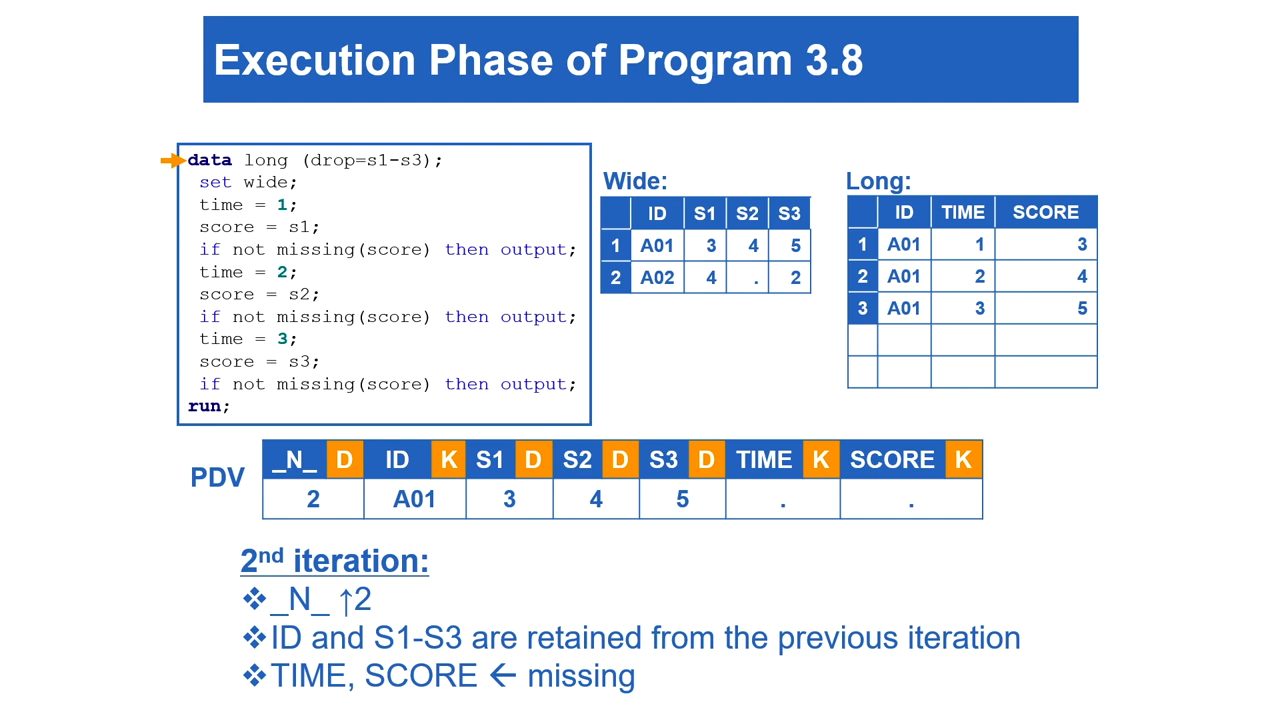 Execution Phase of Program 3.8
data long (drop=s1-s3);
set wide;
time = 1;
score = s1;
if not missing(score) then output;
time = 2;
score = s2;
if not missing(score) then output;
time = 3;
score = s3;
if not missing(score) then output;
run;
Wide:
ID S1 S2 S3
1 A01 3 4 5
2 A02 4 . 2
Long:
ID TIME SCORE
1 A01 1 3
2 A01 2 4
3 A01 3 5
PDV
_N_ D ID K S1 D S2 D S3 D TIME K SCORE K
2 A01 3 4 5 . .
2nd iteration:
❖_N_ ↑2
❖ID and S1-S3 are retained from the previous iteration
❖TIME, SCORE ← missing